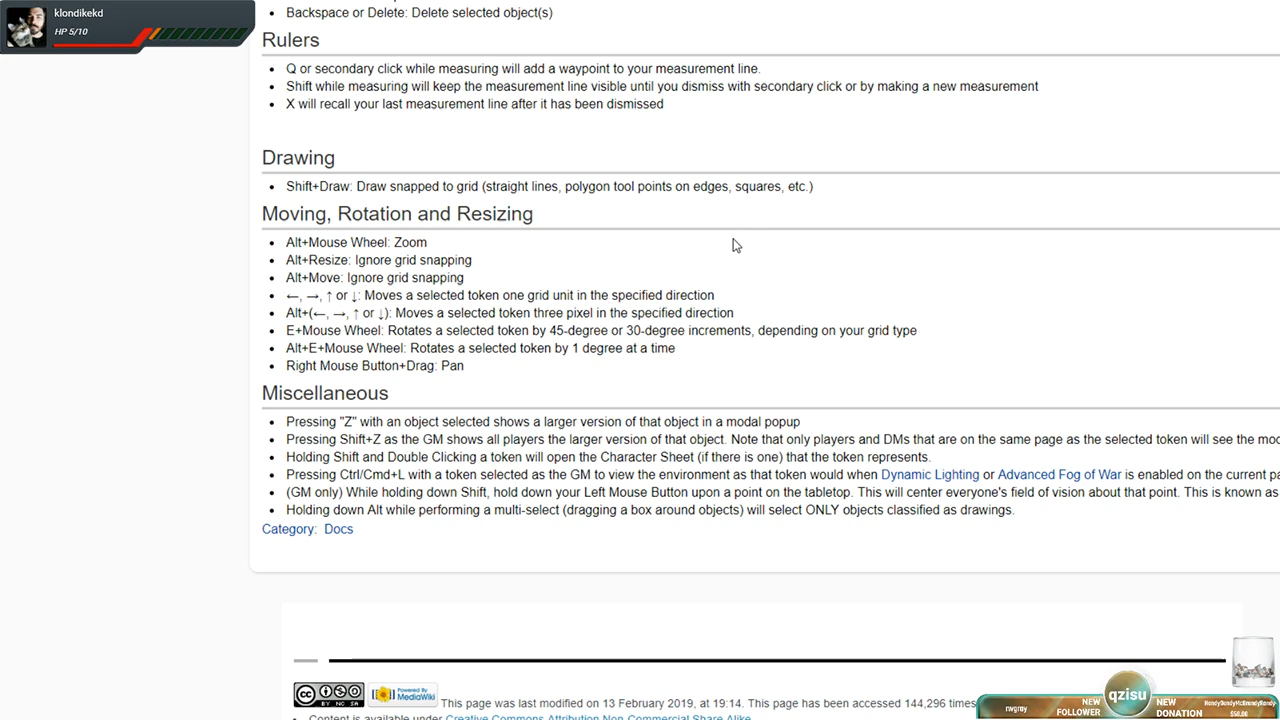 klondikekd
HP 5/10
Backspace or Delete: Delete selected object(s)
Rulers
Q or secondary click while measuring will add a waypoint to your measurement line.
Shift while measuring will keep the measurement line visible until you dismiss with secondary click or by making a new measurement
X will recall your last measurement line after it has been dismissed
Drawing
Shift+Draw: Draw snapped to grid (straight lines, polygon tool points on edges, squares, etc.)
Moving, Rotation and Resizing
Alt+Mouse Wheel: Zoom
Alt+Resize: Ignore grid snapping
Alt+Move: Ignore grid snapping
←, →, ↑ or ↓: Moves a selected token one grid unit in the specified direction
Alt+(←, →, ↑ or ↓): Moves a selected token three pixel in the specified direction
E+Mouse Wheel: Rotates a selected token by 45-degree or 30-degree increments, depending on your grid type
Alt+E+Mouse Wheel: Rotates a selected token by 1 degree at a time
Right Mouse Button+Drag: Pan
Miscellaneous
Pressing "Z" with an object selected shows a larger version of that object in a modal popup
Pressing Shift+Z as the GM shows all players the larger version of that object. Note that only players and DMs that are on the same page as the selected token will see the mo
Holding Shift and Double Clicking a token will open the Character Sheet (if there is one) that the token represents.
Pressing Ctrl/Cmd+L with a token selected as the GM to view the environment as that token would when Dynamic Lighting or Advanced Fog of War is enabled on the current pa
(GM only) While holding down Shift, hold down your Left Mouse Button upon a point on the tabletop. This will center everyone's field of vision about that point. This is known as
Holding down Alt while performing a multi-select (dragging a box around objects) will select ONLY objects classified as drawings.
Category: Docs
CC BY NC SA
Powered By MediaWiki
This page was last modified on 13 February 2019, at 19:14. This page has been accessed 144,296 times
Content is available under Creative Commons Attribution Non-Commercial Share Alike
NEW FOLLOWER
qzisu
NEW DONATION
$50.00